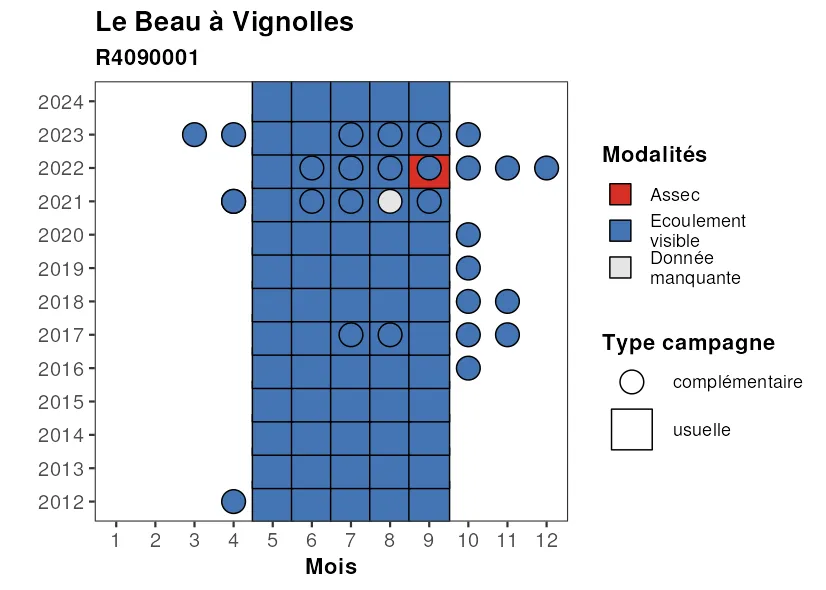 Le Beau à Vignolles
R4090001
2024
2023
2022
2021
2020
2019
2018
2017
2016
2015
2014
2013
2012
1 2 3 4 5 6 7 8 9 10 11 12
Mois
Modalités
Assec
Ecoulement
visible
Donnée
manquante
Type campagne
complémentaire
usuelle